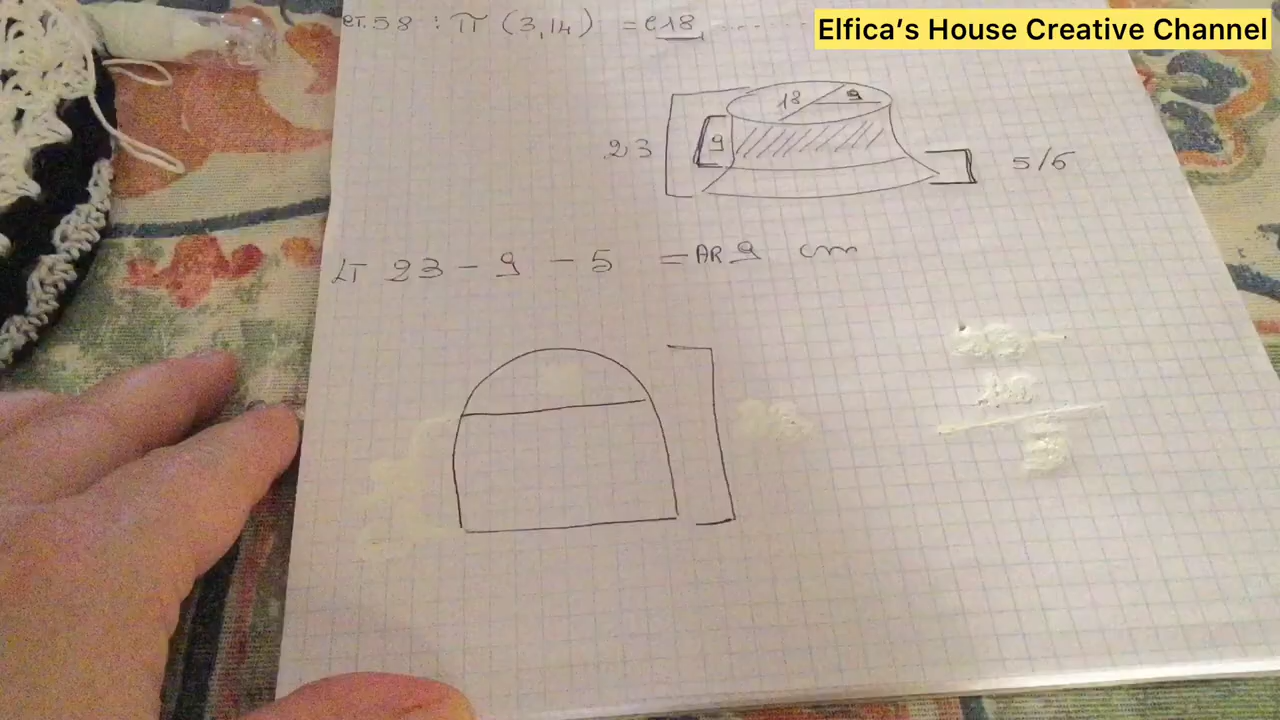 Elfica's House Creative Channel
CT. 58 : π (3,14) = c 18, .....
18 9
23 9 5/6
LT 23 - 9 - 5 = AR 9 cm